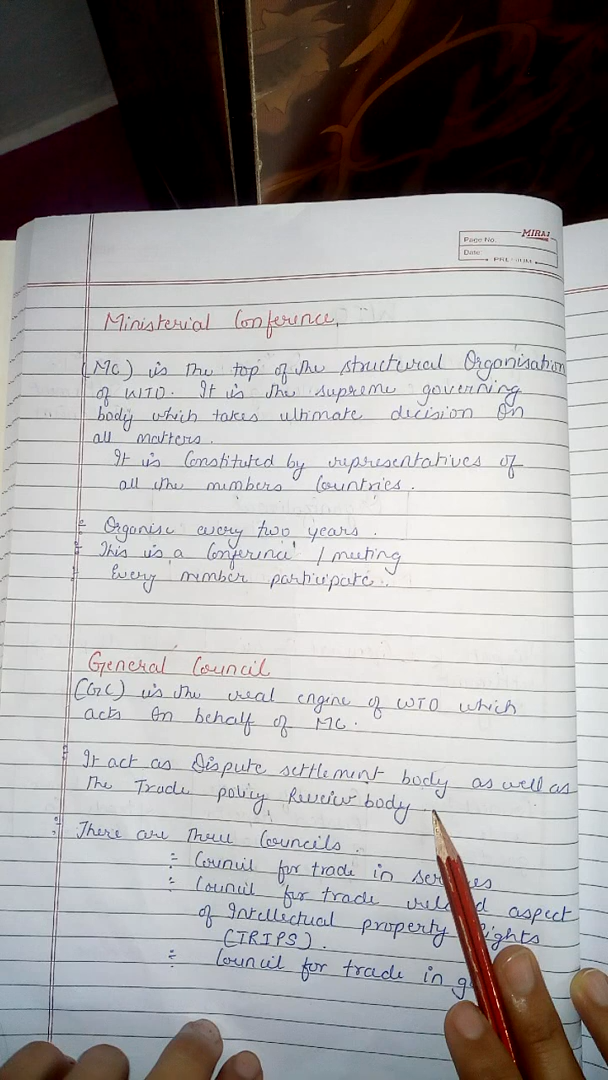 MIRAJ
Page No.
Date:
Ministerial Conference,
(MC) is the top of the structural Organisation
of WTO. It is the supreme governing
body which takes ultimate decision on
all matters.
It is Constituted by representatives of
all the members Countries.
Organise every two years.
This is a Conference / meeting
Every member participate..
General Council
(GC) is the real engine of WTO which
acts on behalf of MC.
It act as Dispute settlement body as well as
the Trade policy Review body
There are Three Councils.
Council for trade in
Council for trade aspect
of Intellectual property
(TRIPS).
Council for trade in